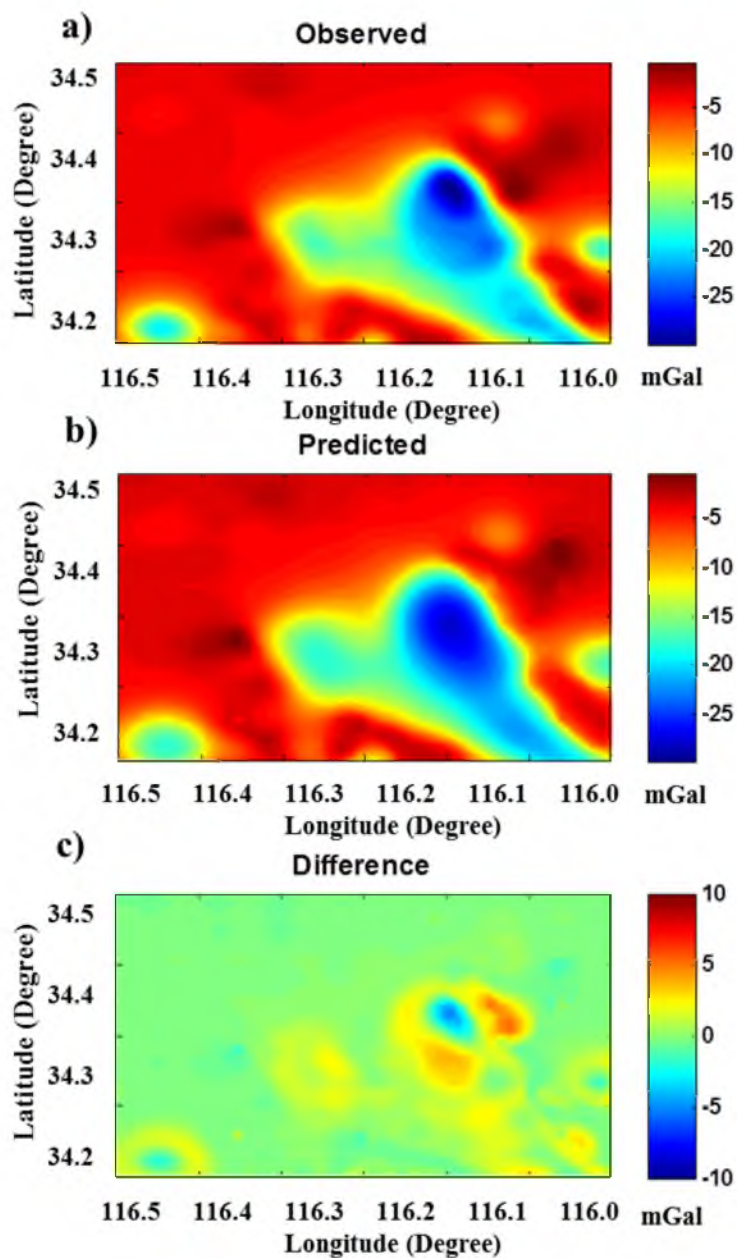 a)
Observed
Latitude (Degree)
34.5
34.4
34.3
34.2
116.5 116.4 116.3 116.2 116.1 116.0
Longitude (Degree)
-5
-10
-15
-20
-25
mGal
b)
Predicted
Latitude (Degree)
34.5
34.4
34.3
34.2
116.5 116.4 116.3 116.2 116.1 116.0
Longitude (Degree)
-5
-10
-15
-20
-25
mGal
c)
Difference
Latitude (Degree)
34.5
34.4
34.3
34.2
116.5 116.4 116.3 116.2 116.1 116.0
Longitude (Degree)
10
5
0
-5
-10
mGal